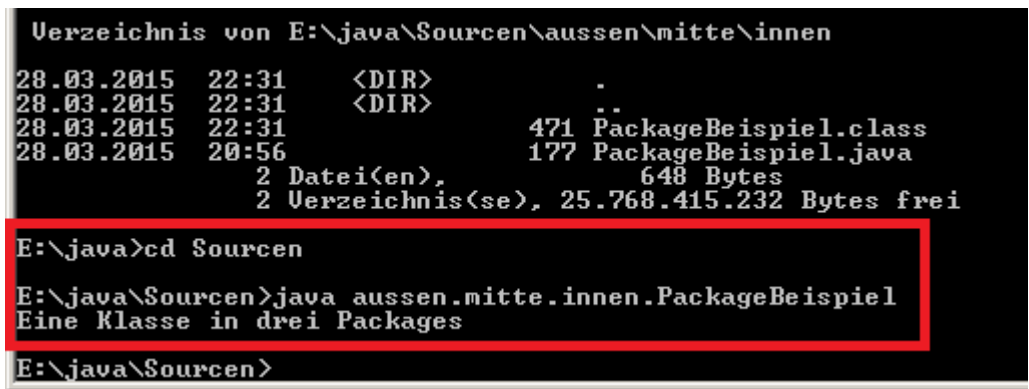 Verzeichnis von E:\java\Sourcen\aussen\mitte\innen
28.03.2015  22:31    <DIR>          .
28.03.2015  22:31    <DIR>          ..
28.03.2015  22:31               471 PackageBeispiel.class
28.03.2015  20:56               177 PackageBeispiel.java
2 Datei(en),            648 Bytes
2 Verzeichnis(se), 25.768.415.232 Bytes frei
E:\java>cd Sourcen
E:\java\Sourcen>java aussen.mitte.innen.PackageBeispiel
Eine Klasse in drei Packages
E:\java\Sourcen>